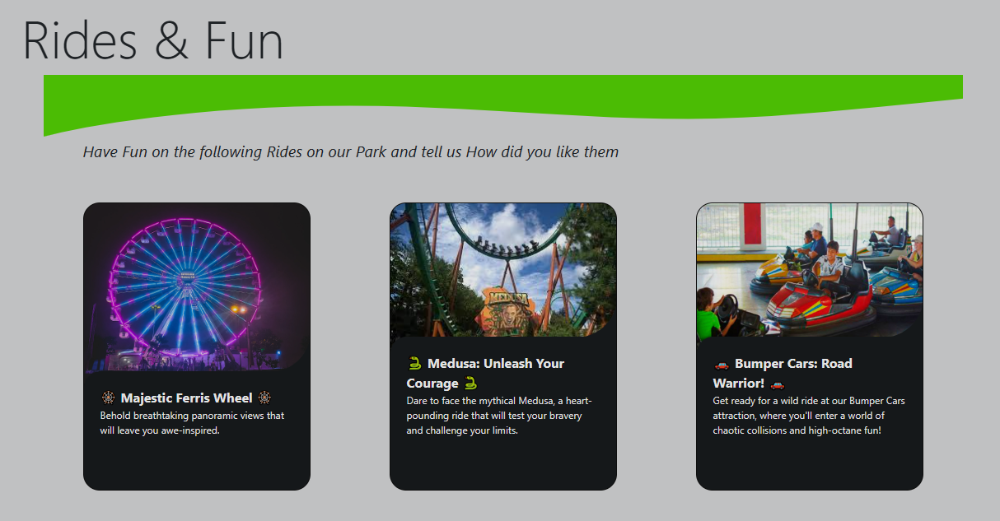 Rides & Fun
Have Fun on the following Rides on our Park and tell us How did you like them
MEDUSA
🎡 Majestic Ferris Wheel 🎡
Behold breathtaking panoramic views that
will leave you awe-inspired.
🐍 Medusa: Unleash Your
Courage 🐍
Dare to face the mythical Medusa, a heart-
pounding ride that will test your bravery
and challenge your limits.
🚗 Bumper Cars: Road
Warrior! 🚗
Get ready for a wild ride at our Bumper Cars
attraction, where you'll enter a world of
chaotic collisions and high-octane fun!